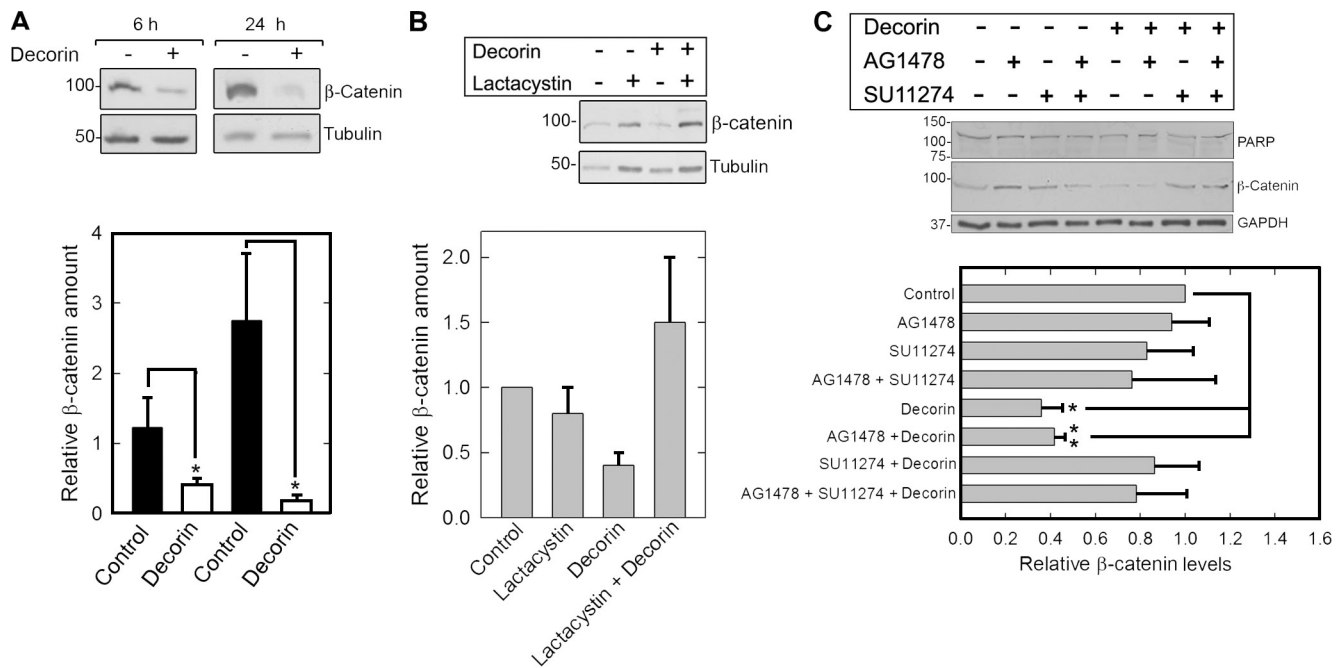 A
6 h
24 h
Decorin - + - +
100-
β-Catenin
50-
Tubulin
Relative β-catenin amount
4
3
2
1
0
*
*
Control
Decorin
Control
Decorin
B
Decorin - - + +
Lactacystin - + - +
100-
β-catenin
50-
Tubulin
Relative β-catenin amount
2.0
1.5
1.0
0.5
0.0
Control
Lactacystin
Decorin
Lactacystin + Decorin
C
Decorin - - - - + + + +
AG1478 - + - + - + - +
SU11274 - - + + - - + +
150-
100-
75-
PARP
100-
β-Catenin
37-
GAPDH
Control
AG1478
SU11274
AG1478 + SU11274
Decorin *
AG1478 +Decorin * *
SU11274 +Decorin
AG1478 + SU11274 +Decorin
0.0 0.2 0.4 0.6 0.8 1.0 1.2 1.4 1.6
Relative β-catenin levels